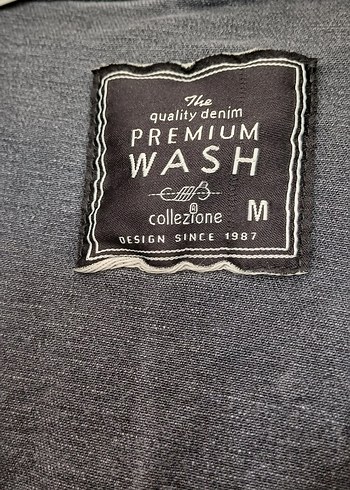 The
quality denim
PREMIUM
WASH
collezione
M
DESIGN SINCE 1987